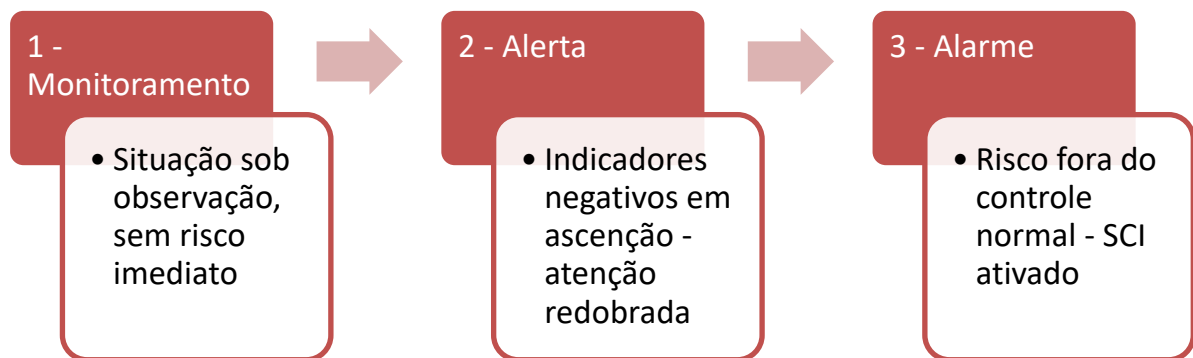 1 -
Monitoramento
• Situação sob
observação,
sem risco
imediato
2 - Alerta
• Indicadores
negativos em
ascenção -
atenção
redobrada
3 - Alarme
• Risco fora do
controle
normal - SCI
ativado